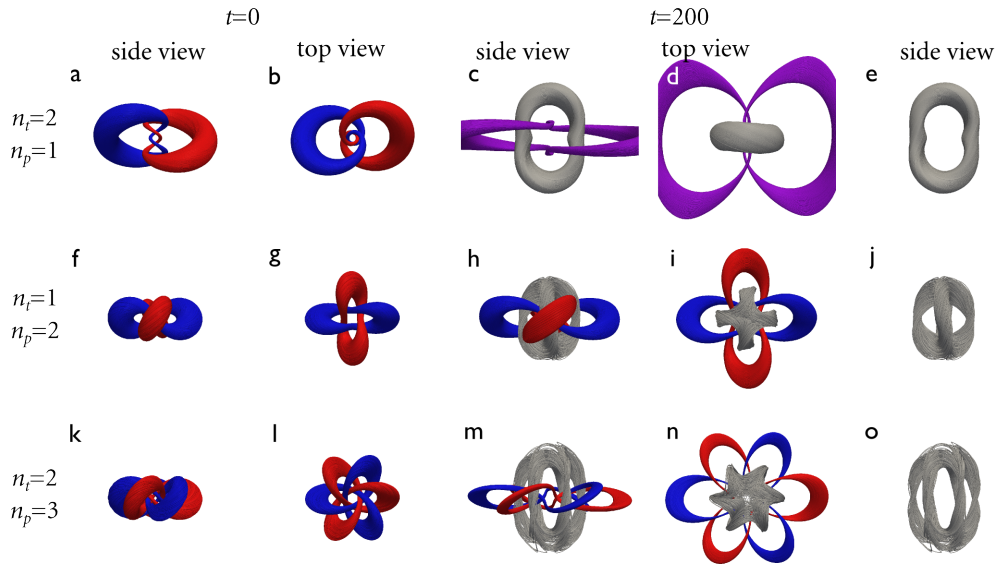 t=0
t=200
side view
top view
side view
top view
side view
a
b
c
d
e
n_t=2
n_p=1
f
g
h
i
j
n_t=1
n_p=2
k
l
m
n
o
n_t=2
n_p=3